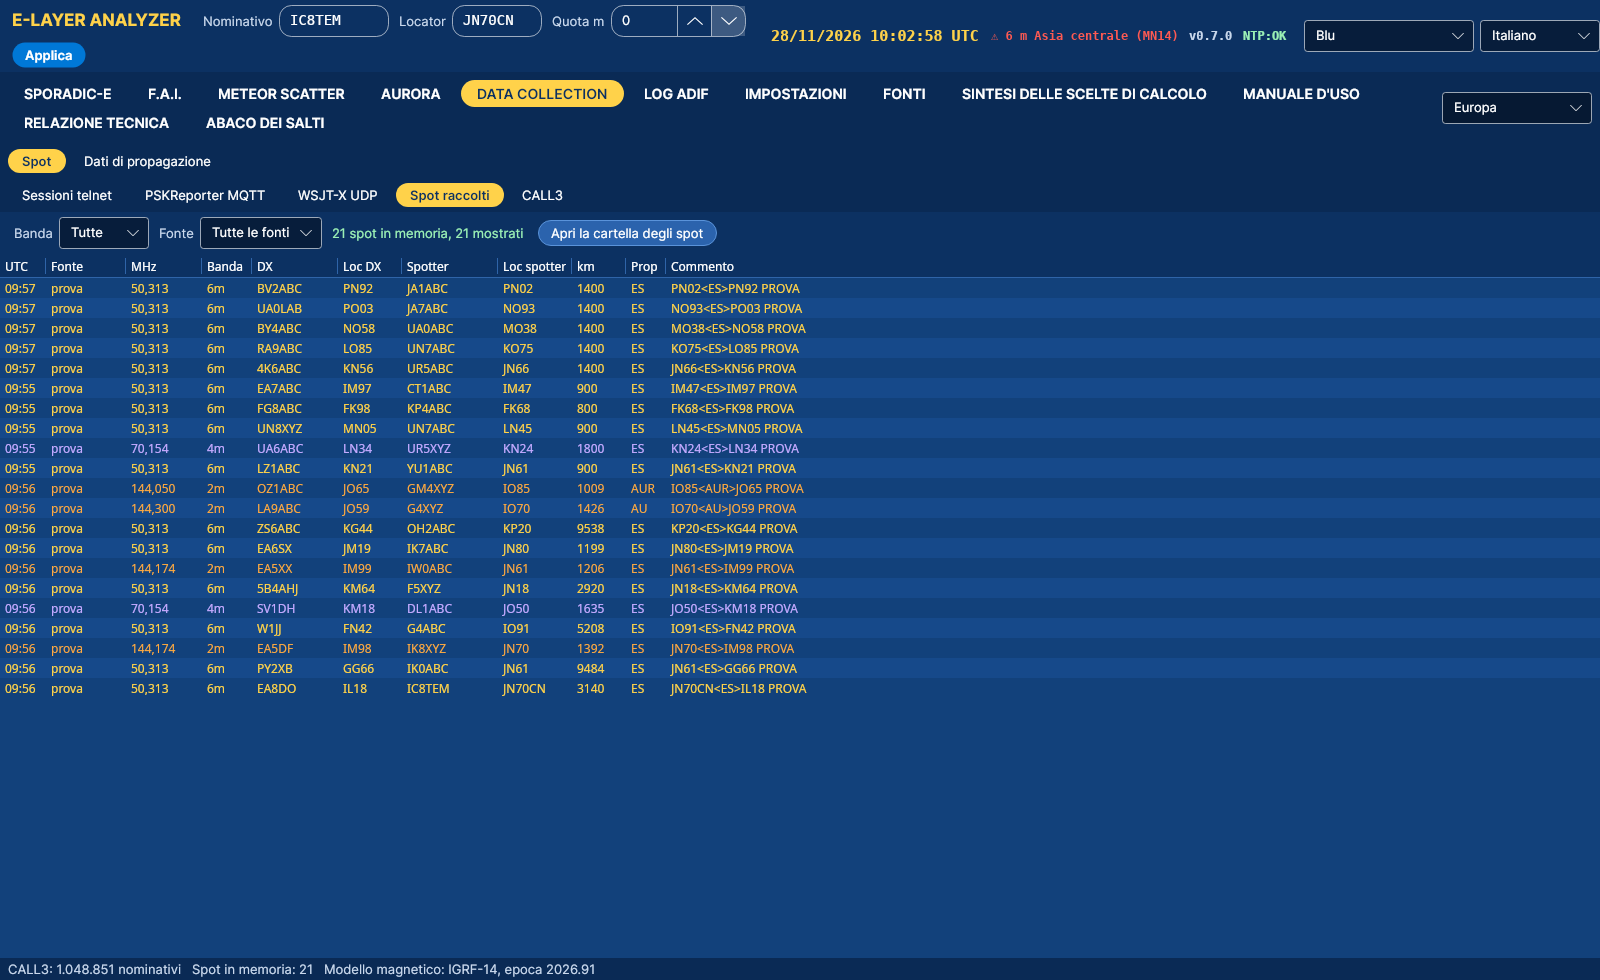 E-LAYER ANALYZER Nominativo IC8TEM Locator JN70CN Quota m 0
28/11/2026 10:02:58 UTC ⚠ 6 m Asia centrale (MN14) v0.7.0 NTP:OK Blu Italiano
Applica
SPORADIC-E F.A.I. METEOR SCATTER AURORA DATA COLLECTION LOG ADIF IMPOSTAZIONI FONTI SINTESI DELLE SCELTE DI CALCOLO MANUALE D'USO
RELAZIONE TECNICA ABACO DEI SALTI
Europa
Spot Dati di propagazione
Sessioni telnet PSKReporter MQTT WSJT-X UDP Spot raccolti CALL3
Banda Tutte Fonte Tutte le fonti 21 spot in memoria, 21 mostrati Apri la cartella degli spot
UTC Fonte MHz Banda DX Loc DX Spotter Loc spotter km Prop Commento
09:57 prova 50,313 6m BV2ABC PN92 JA1ABC PN02 1400 ES PN02<ES>PN92 PROVA
09:57 prova 50,313 6m UA0LAB PO03 JA7ABC NO93 1400 ES NO93<ES>PO03 PROVA
09:57 prova 50,313 6m BY4ABC NO58 UA0ABC MO38 1400 ES MO38<ES>NO58 PROVA
09:57 prova 50,313 6m RA9ABC LO85 UN7ABC KO75 1400 ES KO75<ES>LO85 PROVA
09:57 prova 50,313 6m 4K6ABC KN56 UR5ABC JN66 1400 ES JN66<ES>KN56 PROVA
09:55 prova 50,313 6m EA7ABC IM97 CT1ABC IM47 900 ES IM47<ES>IM97 PROVA
09:55 prova 50,313 6m FG8ABC FK98 KP4ABC FK68 800 ES FK68<ES>FK98 PROVA
09:55 prova 50,313 6m UN8XYZ MN05 UN7ABC LN45 900 ES LN45<ES>MN05 PROVA
09:55 prova 70,154 4m UA6ABC LN34 UR5XYZ KN24 1800 ES KN24<ES>LN34 PROVA
09:55 prova 50,313 6m LZ1ABC KN21 YU1ABC JN61 900 ES JN61<ES>KN21 PROVA
09:56 prova 144,050 2m OZ1ABC JO65 GM4XYZ IO85 1009 AUR IO85<AUR>JO65 PROVA
09:56 prova 144,300 2m LA9ABC JO59 G4XYZ IO70 1426 AU IO70<AU>JO59 PROVA
09:56 prova 50,313 6m ZS6ABC KG44 OH2ABC KP20 9538 ES KP20<ES>KG44 PROVA
09:56 prova 50,313 6m EA6SX JM19 IK7ABC JN80 1199 ES JN80<ES>JM19 PROVA
09:56 prova 144,174 2m EA5XX IM99 IW0ABC JN61 1206 ES JN61<ES>IM99 PROVA
09:56 prova 50,313 6m 5B4AHJ KM64 F5XYZ JN18 2920 ES JN18<ES>KM64 PROVA
09:56 prova 70,154 4m SV1DH KM18 DL1ABC JO50 1635 ES JO50<ES>KM18 PROVA
09:56 prova 50,313 6m W1JJ FN42 G4ABC IO91 5208 ES IO91<ES>FN42 PROVA
09:56 prova 144,174 2m EA5DF IM98 IK8XYZ JN70 1392 ES JN70<ES>IM98 PROVA
09:56 prova 50,313 6m PY2XB GG66 IK0ABC JN61 9484 ES JN61<ES>GG66 PROVA
09:56 prova 50,313 6m EA8DO IL18 IC8TEM JN70CN 3140 ES JN70CN<ES>IL18 PROVA
CALL3: 1.048.851 nominativi Spot in memoria: 21 Modello magnetico: IGRF-14, epoca 2026.91